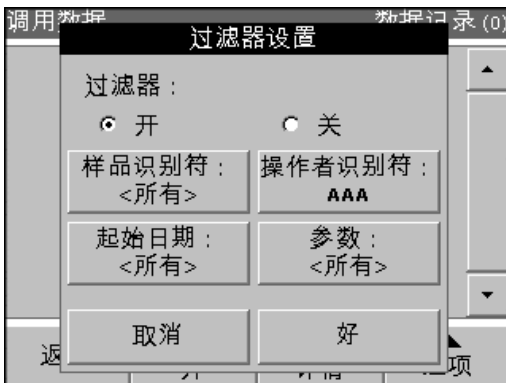 调用数据 数据记录 (0)
过滤器设置
过滤器：
开 关
样品识别符： 操作者识别符：
<所有> AAA
起始日期： 参数：
<所有> <所有>
取消 好
返